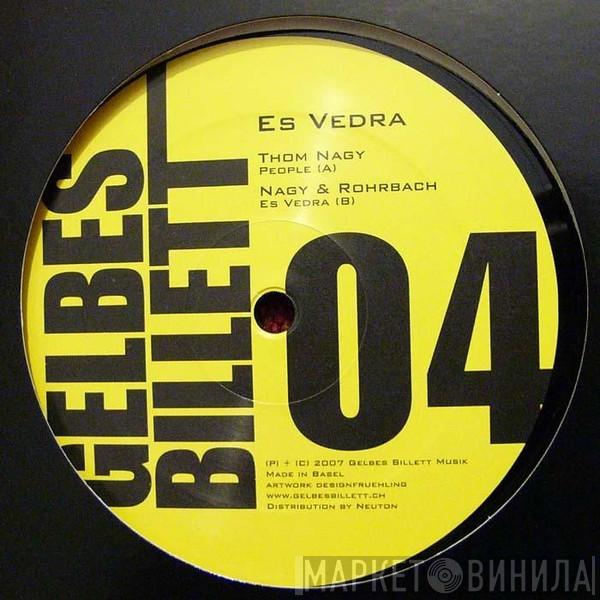 GELBES
BILLETT
Es Vedra
Thom Nagy
People (A)
Nagy & Rohrbach
Es Vedra (B)
04
(P) + (C) 2007 Gelbes Billett Musik
Made in Basel
artwork designfruehling
www.gelbesbillett.ch
Distribution by Neuton
МАРКЕТ ВИНИЛА